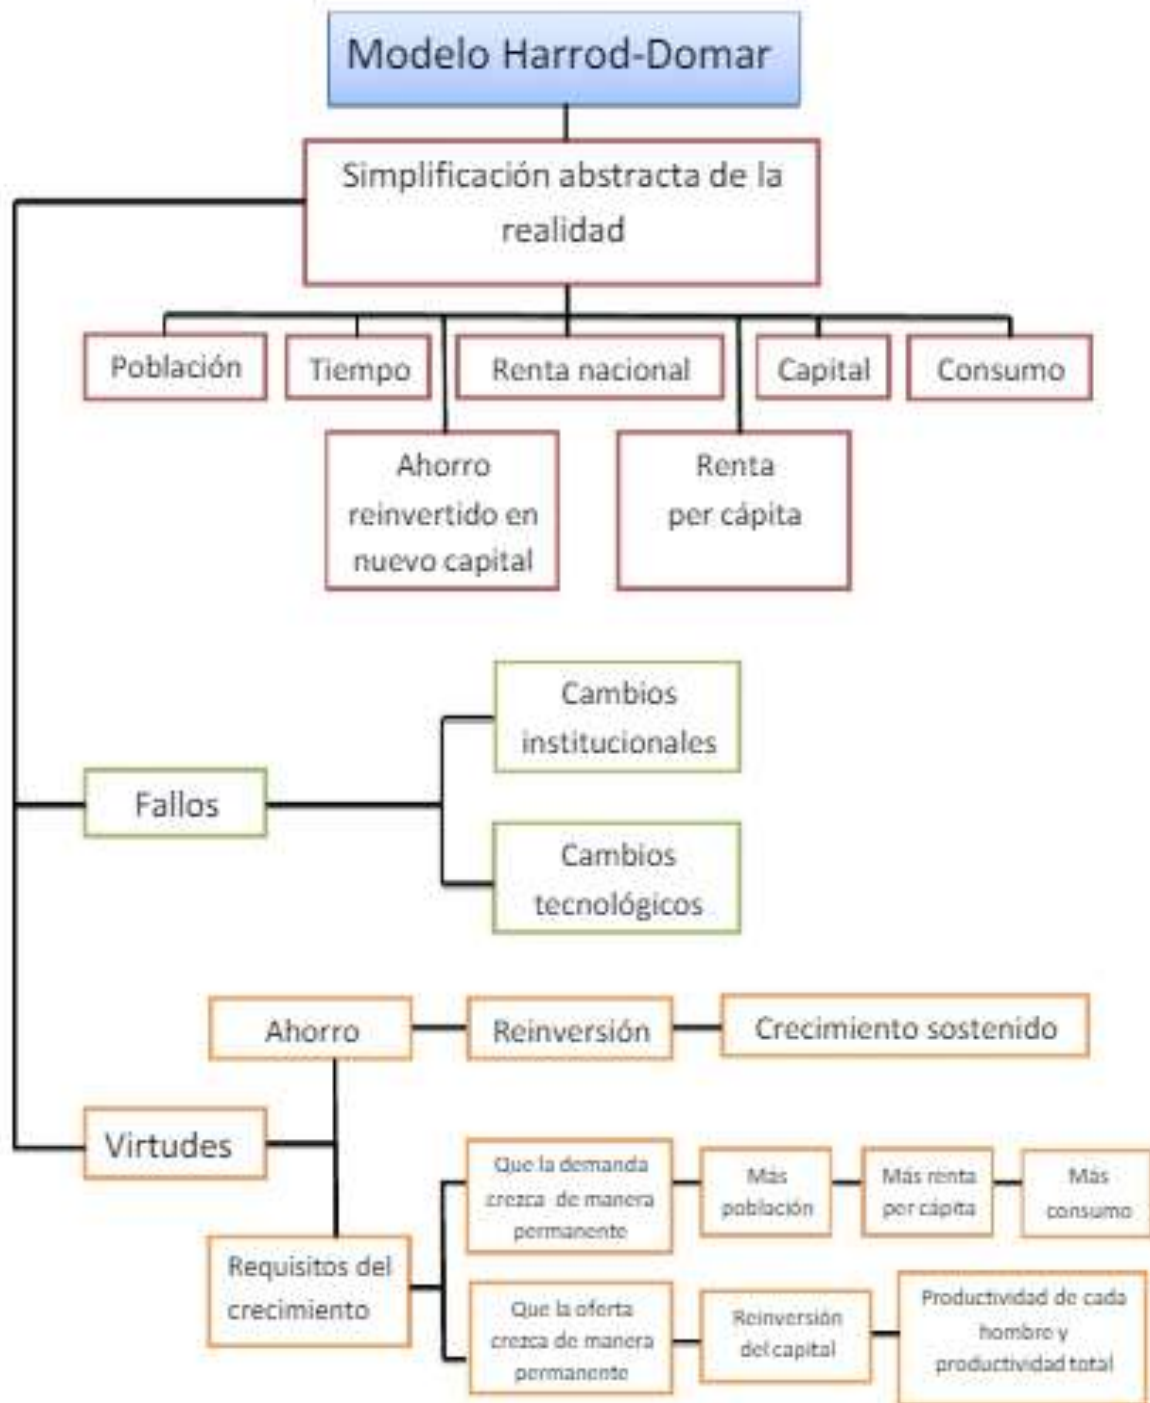 Modelo Harrod-Domar
Simplificación abstracta de la
realidad
Población
Tiempo
Renta nacional
Capital
Consumo
Ahorro
reinvertido en
nuevo capital
Renta
per cápita
Cambios
institucionales
Fallos
Cambios
tecnológicos
Ahorro
Reinversión
Crecimiento sostenido
Virtudes
Que la demanda
crezca de manera
permanente
Más
población
Más renta
per cápita
Más
consumo
Requisitos del
crecimiento
Que la oferta
crezca de manera
permanente
Reinversión
del capital
Productividad de cada
hombre y
productividad total